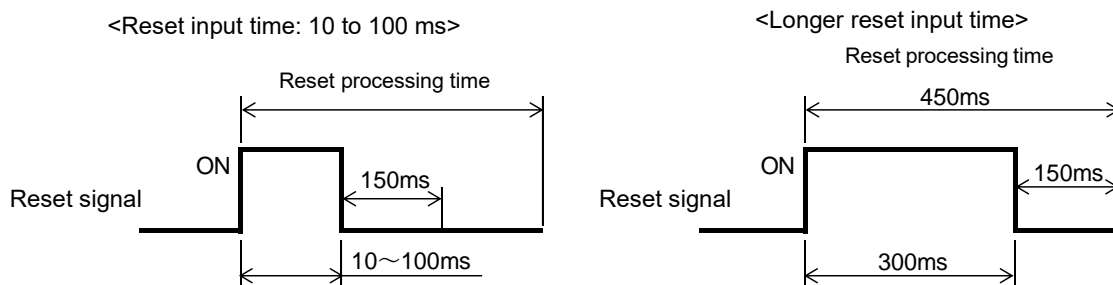 <Reset input time: 10 to 100 ms>
Reset processing time
ON
150ms
Reset signal
10～100ms
<Longer reset input time>
Reset processing time
450ms
ON
150ms
Reset signal
300ms